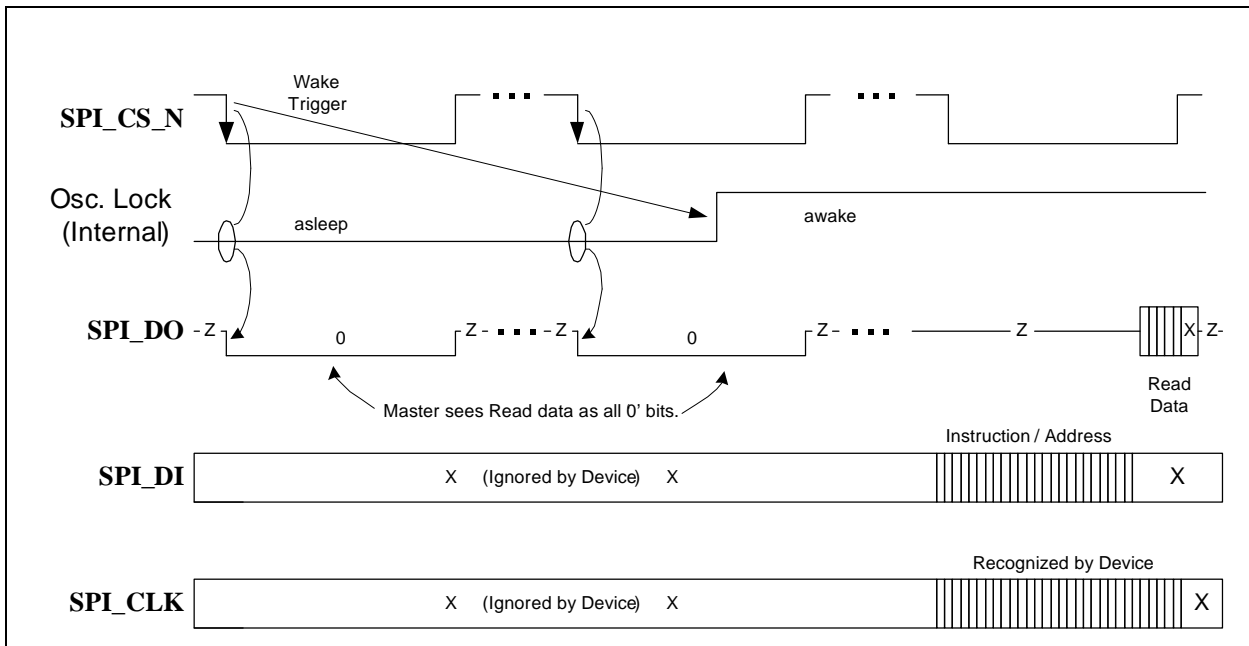 Wake
Trigger
SPI_CS_N
Osc. Lock
(Internal)
asleep
awake
SPI_DO
Z
0
Z
Z
0
Z
Z
X
Z
Master sees Read data as all 0' bits.
Read
Data
Instruction / Address
SPI_DI
X (Ignored by Device) X
X
Recognized by Device
SPI_CLK
X (Ignored by Device) X
X